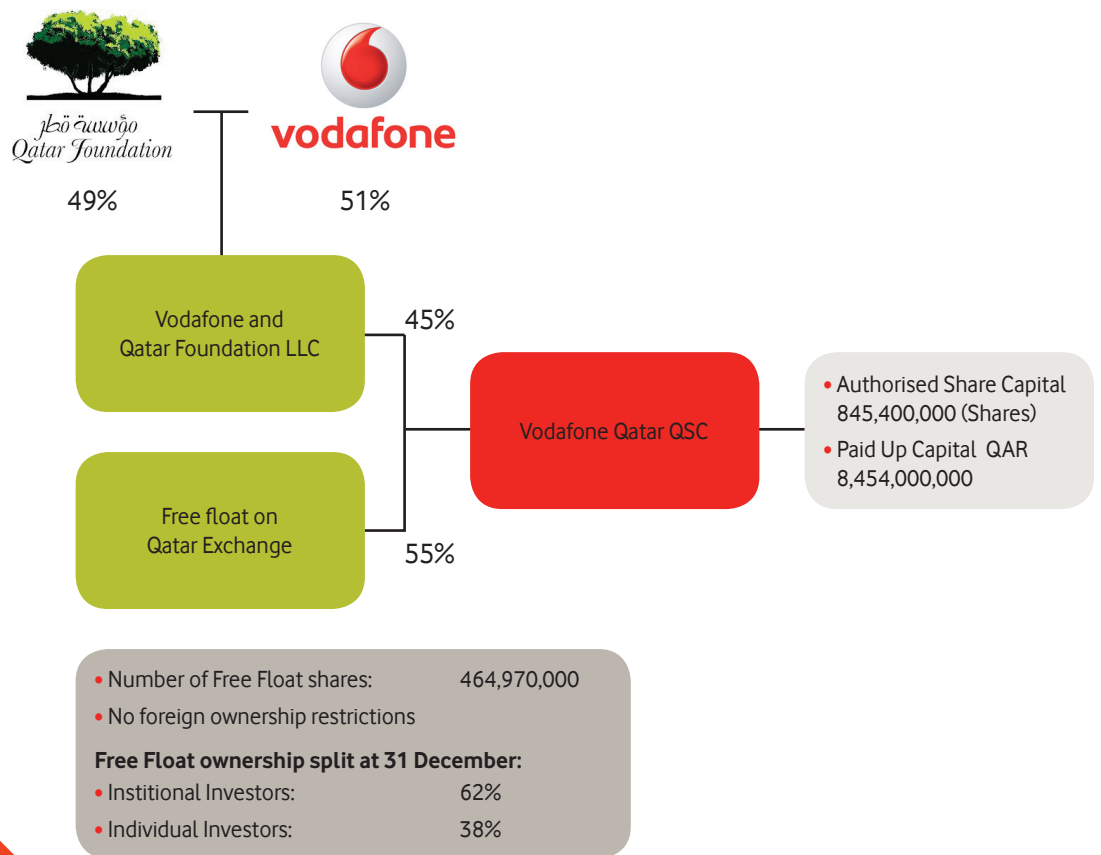 مؤسسة قطر
Qatar Foundation
vodafone
49%
51%
Vodafone and
Qatar Foundation LLC
45%
Free float on
Qatar Exchange
55%
Vodafone Qatar QSC
• Authorised Share Capital
845,400,000 (Shares)
• Paid Up Capital QAR
8,454,000,000
• Number of Free Float shares: 464,970,000
• No foreign ownership restrictions
Free Float ownership split at 31 December:
• Institional Investors: 62%
• Individual Investors: 38%